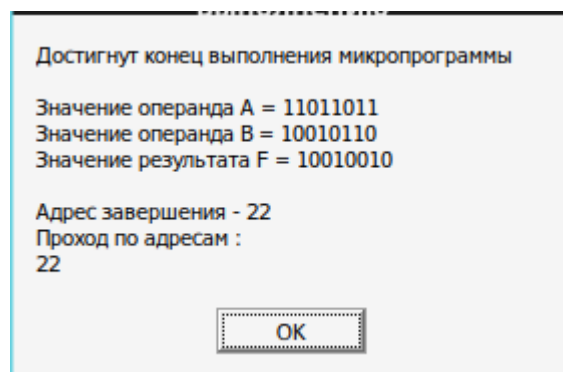 Достигнут конец выполнения микропрограммы
Значение операнда A = 11011011
Значение операнда B = 10010110
Значение результата F = 10010010
Адрес завершения - 22
Проход по адресам :
22
OK